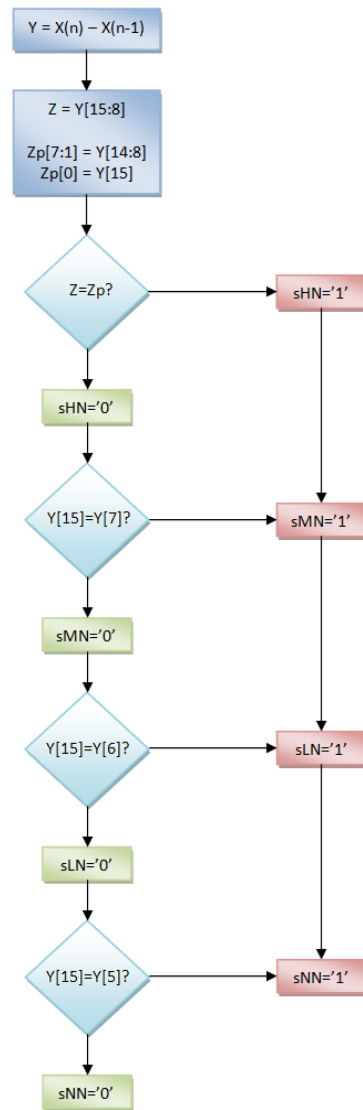 Y = X(n) – X(n-1)
Z = Y[15:8]
Zp[7:1] = Y[14:8]
Zp[0] = Y[15]
Z=Zp?
sHN='1'
sHN='0'
Y[15]=Y[7]?
sMN='1'
sMN='0'
Y[15]=Y[6]?
sLN='1'
sLN='0'
Y[15]=Y[5]?
sNN='1'
sNN='0'